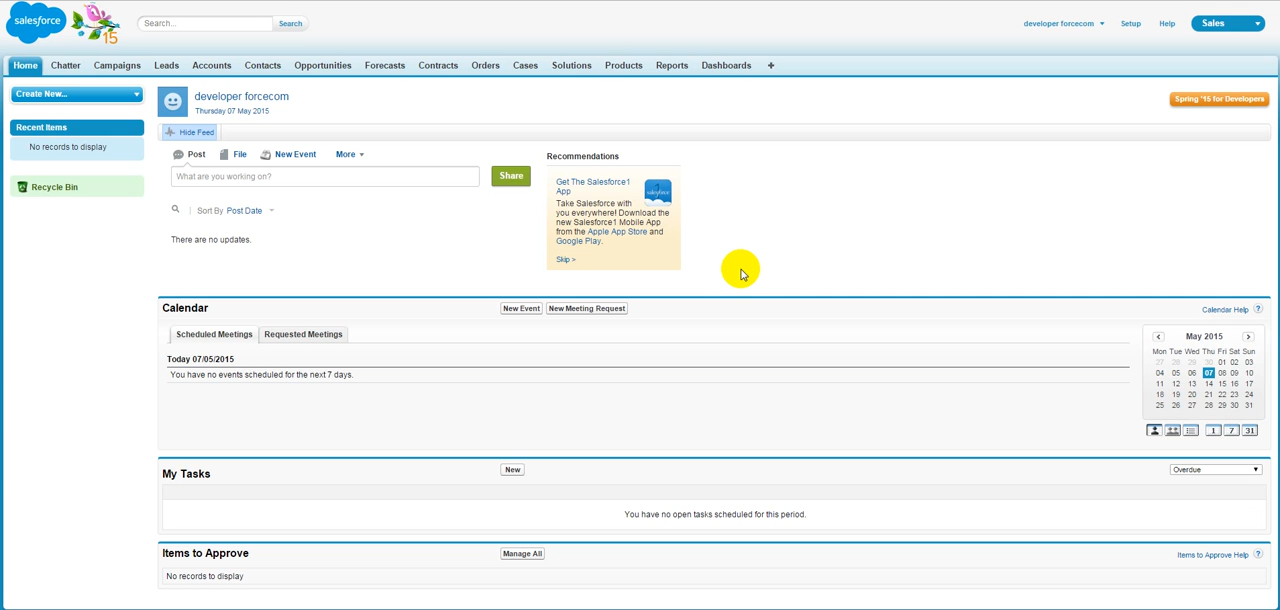 salesforce
15
Search...
Search
developer forcecom
Setup
Help
Sales
Home
Chatter
Campaigns
Leads
Accounts
Contacts
Opportunities
Forecasts
Contracts
Orders
Cases
Solutions
Products
Reports
Dashboards
+
Create New...
Recent Items
No records to display
Recycle Bin
developer forcecom
Thursday 07 May 2015
Spring '15 for Developers
Hide Feed
Post
File
New Event
More
What are you working on?
Share
Sort By Post Date
There are no updates.
Recommendations
Get The Salesforce1
App
salesforce
Take Salesforce with
you everywhere! Download the
new Salesforce1 Mobile App
from the Apple App Store and
Google Play.
Skip >
Calendar
New Event
New Meeting Request
Calendar Help ?
Scheduled Meetings
Requested Meetings
Today 07/05/2015
You have no events scheduled for the next 7 days.
May 2015
Mon Tue Wed Thu Fri Sat Sun
27 28 29 30 01 02 03
04 05 06 07 08 09 10
11 12 13 14 15 16 17
18 19 20 21 22 23 24
25 26 27 28 29 30 31
1 7 31
My Tasks
New
Overdue
You have no open tasks scheduled for this period.
Items to Approve
Manage All
Items to Approve Help ?
No records to display